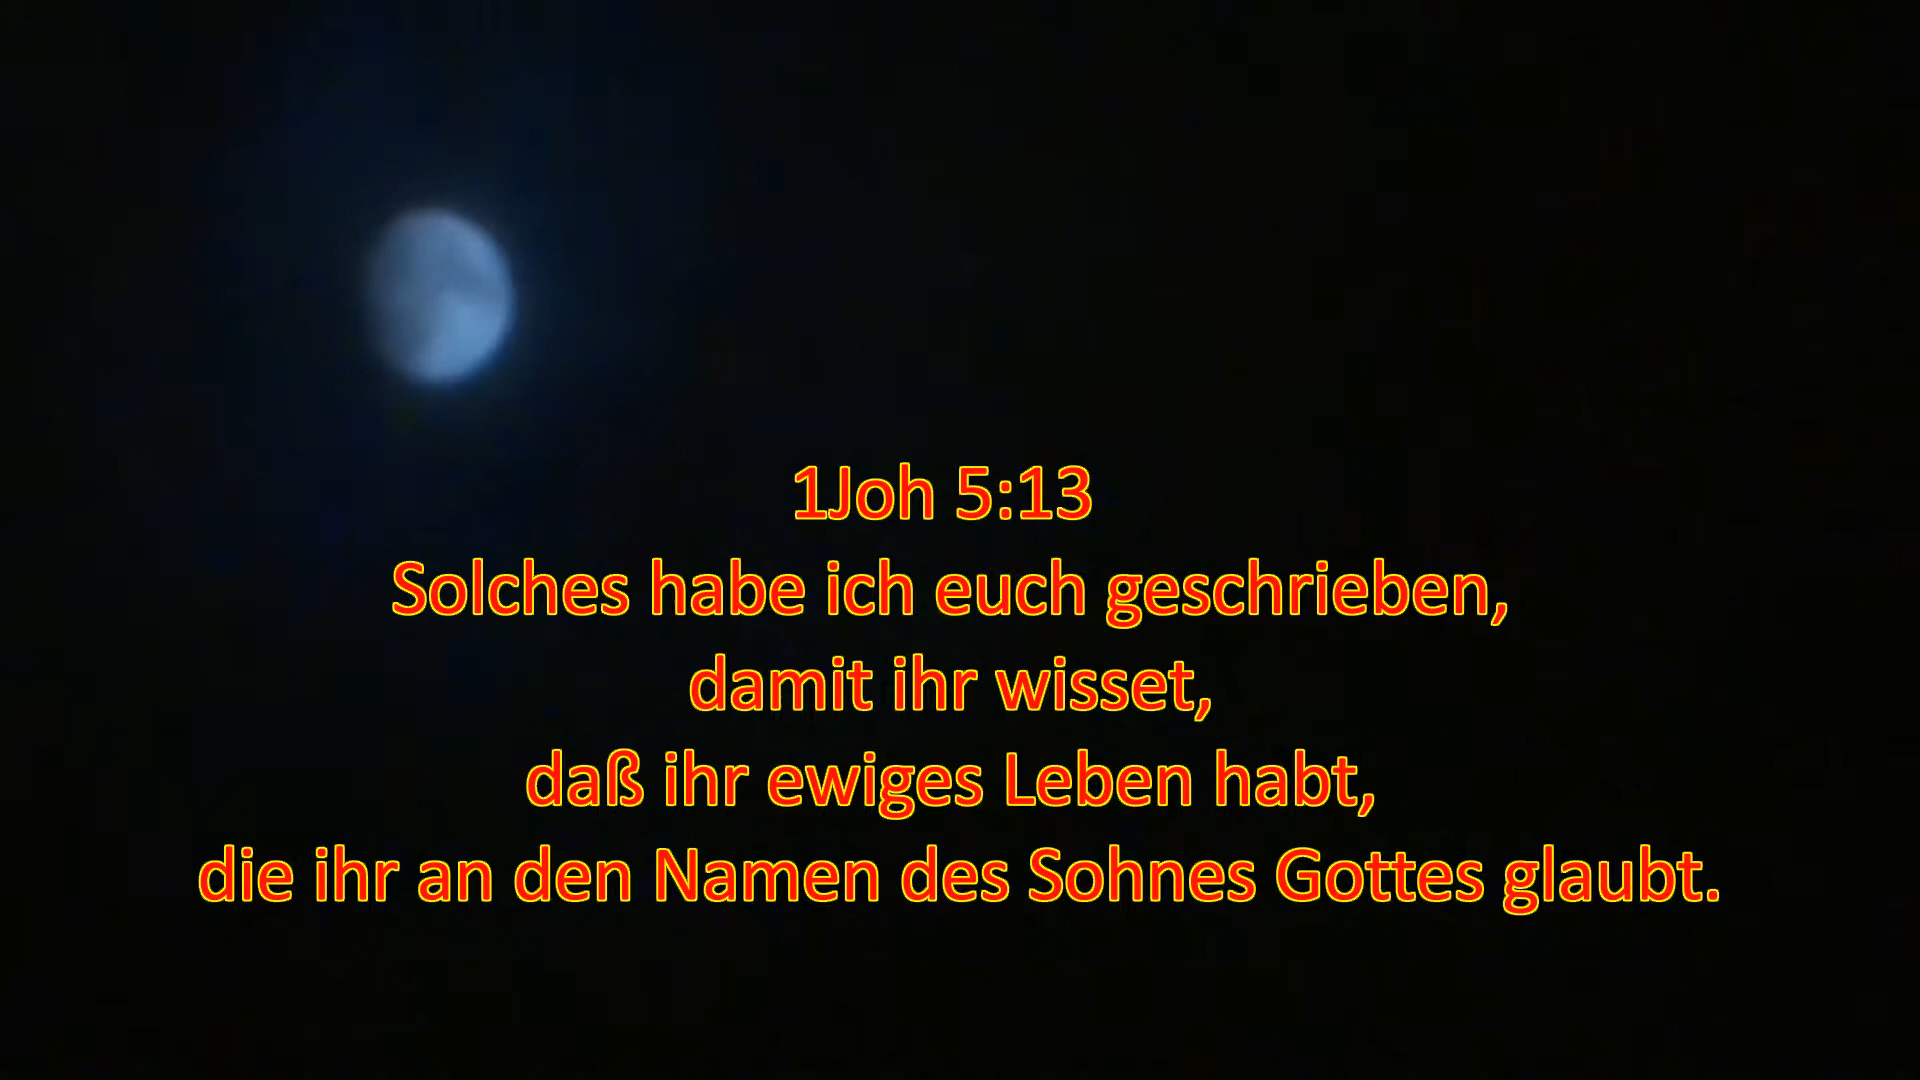 1Joh 5:13
Solches habe ich euch geschrieben,
damit ihr wisset,
daß ihr ewiges Leben habt,
die ihr an den Namen des Sohnes Gottes glaubt.